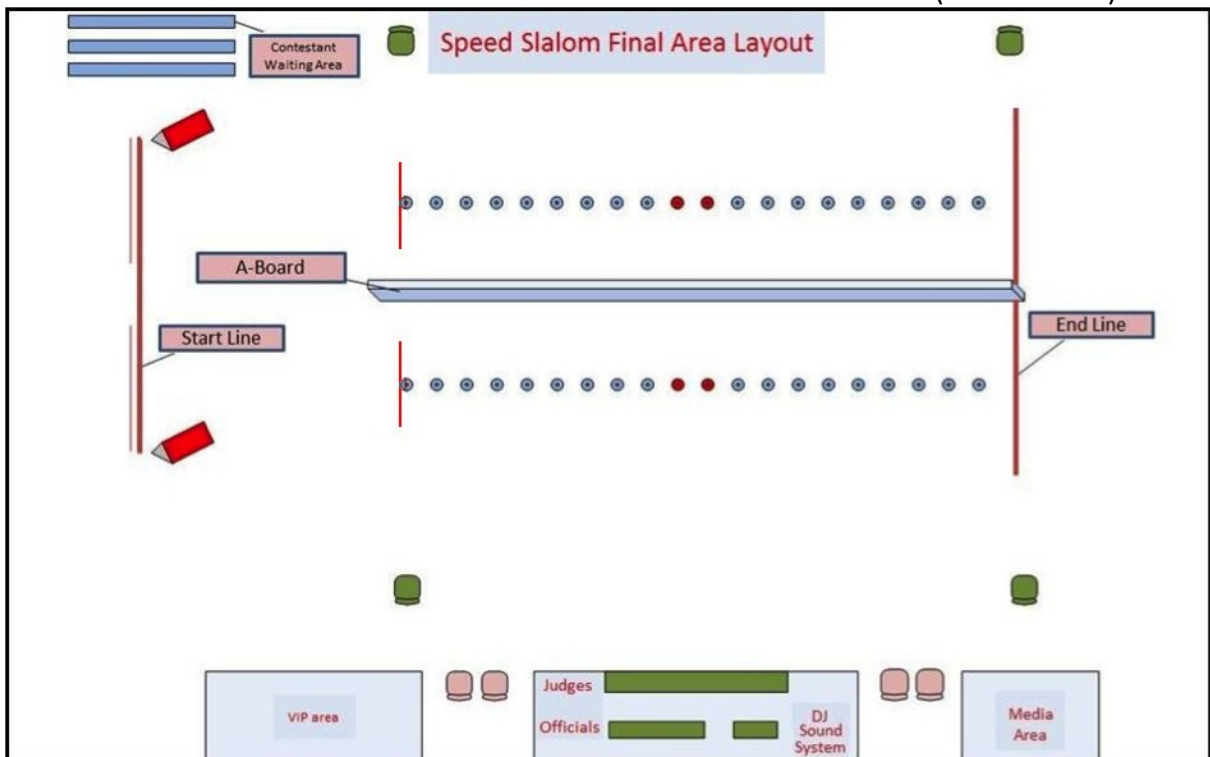 Speed Slalom Final Area Layout
Contestant
Waiting Area
A-Board
Start Line
End Line
Judges
Officials
DJ
Sound
System
VIP area
Media
Area